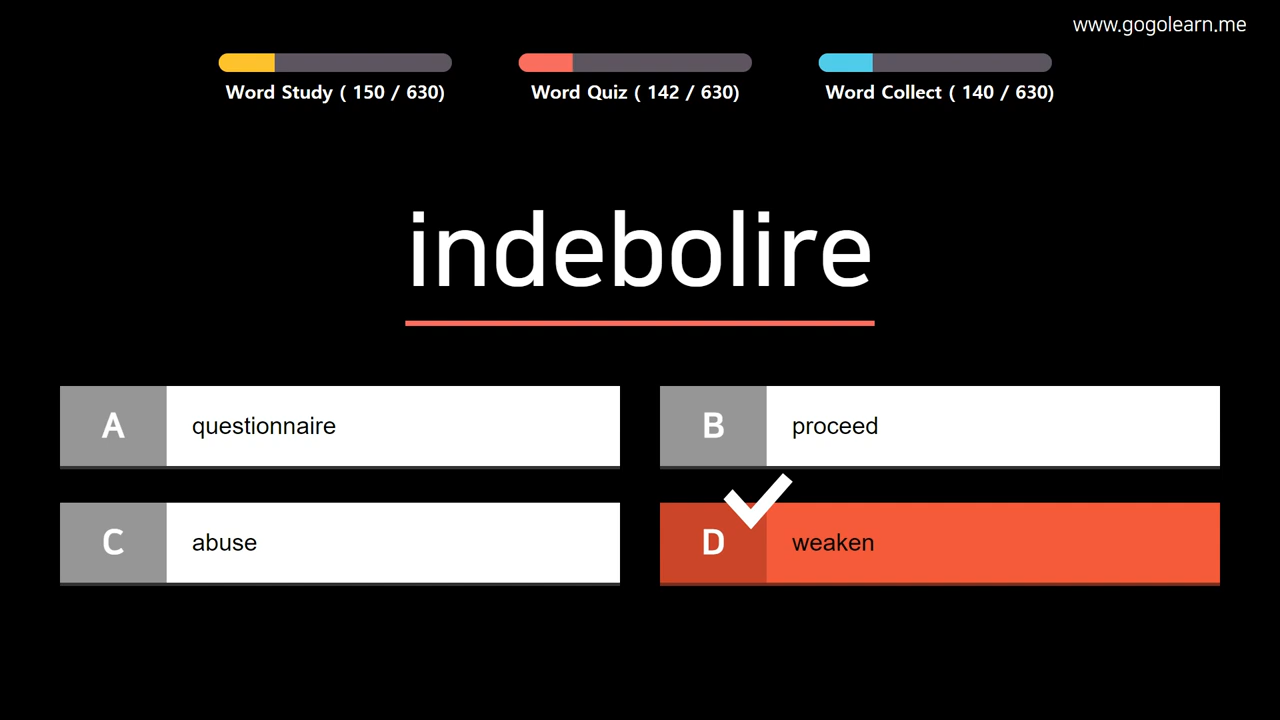 www.gogolearn.me
Word Study ( 150 / 630)
Word Quiz ( 142 / 630)
Word Collect ( 140 / 630)
indebolire
A questionnaire
B proceed
C abuse
D weaken